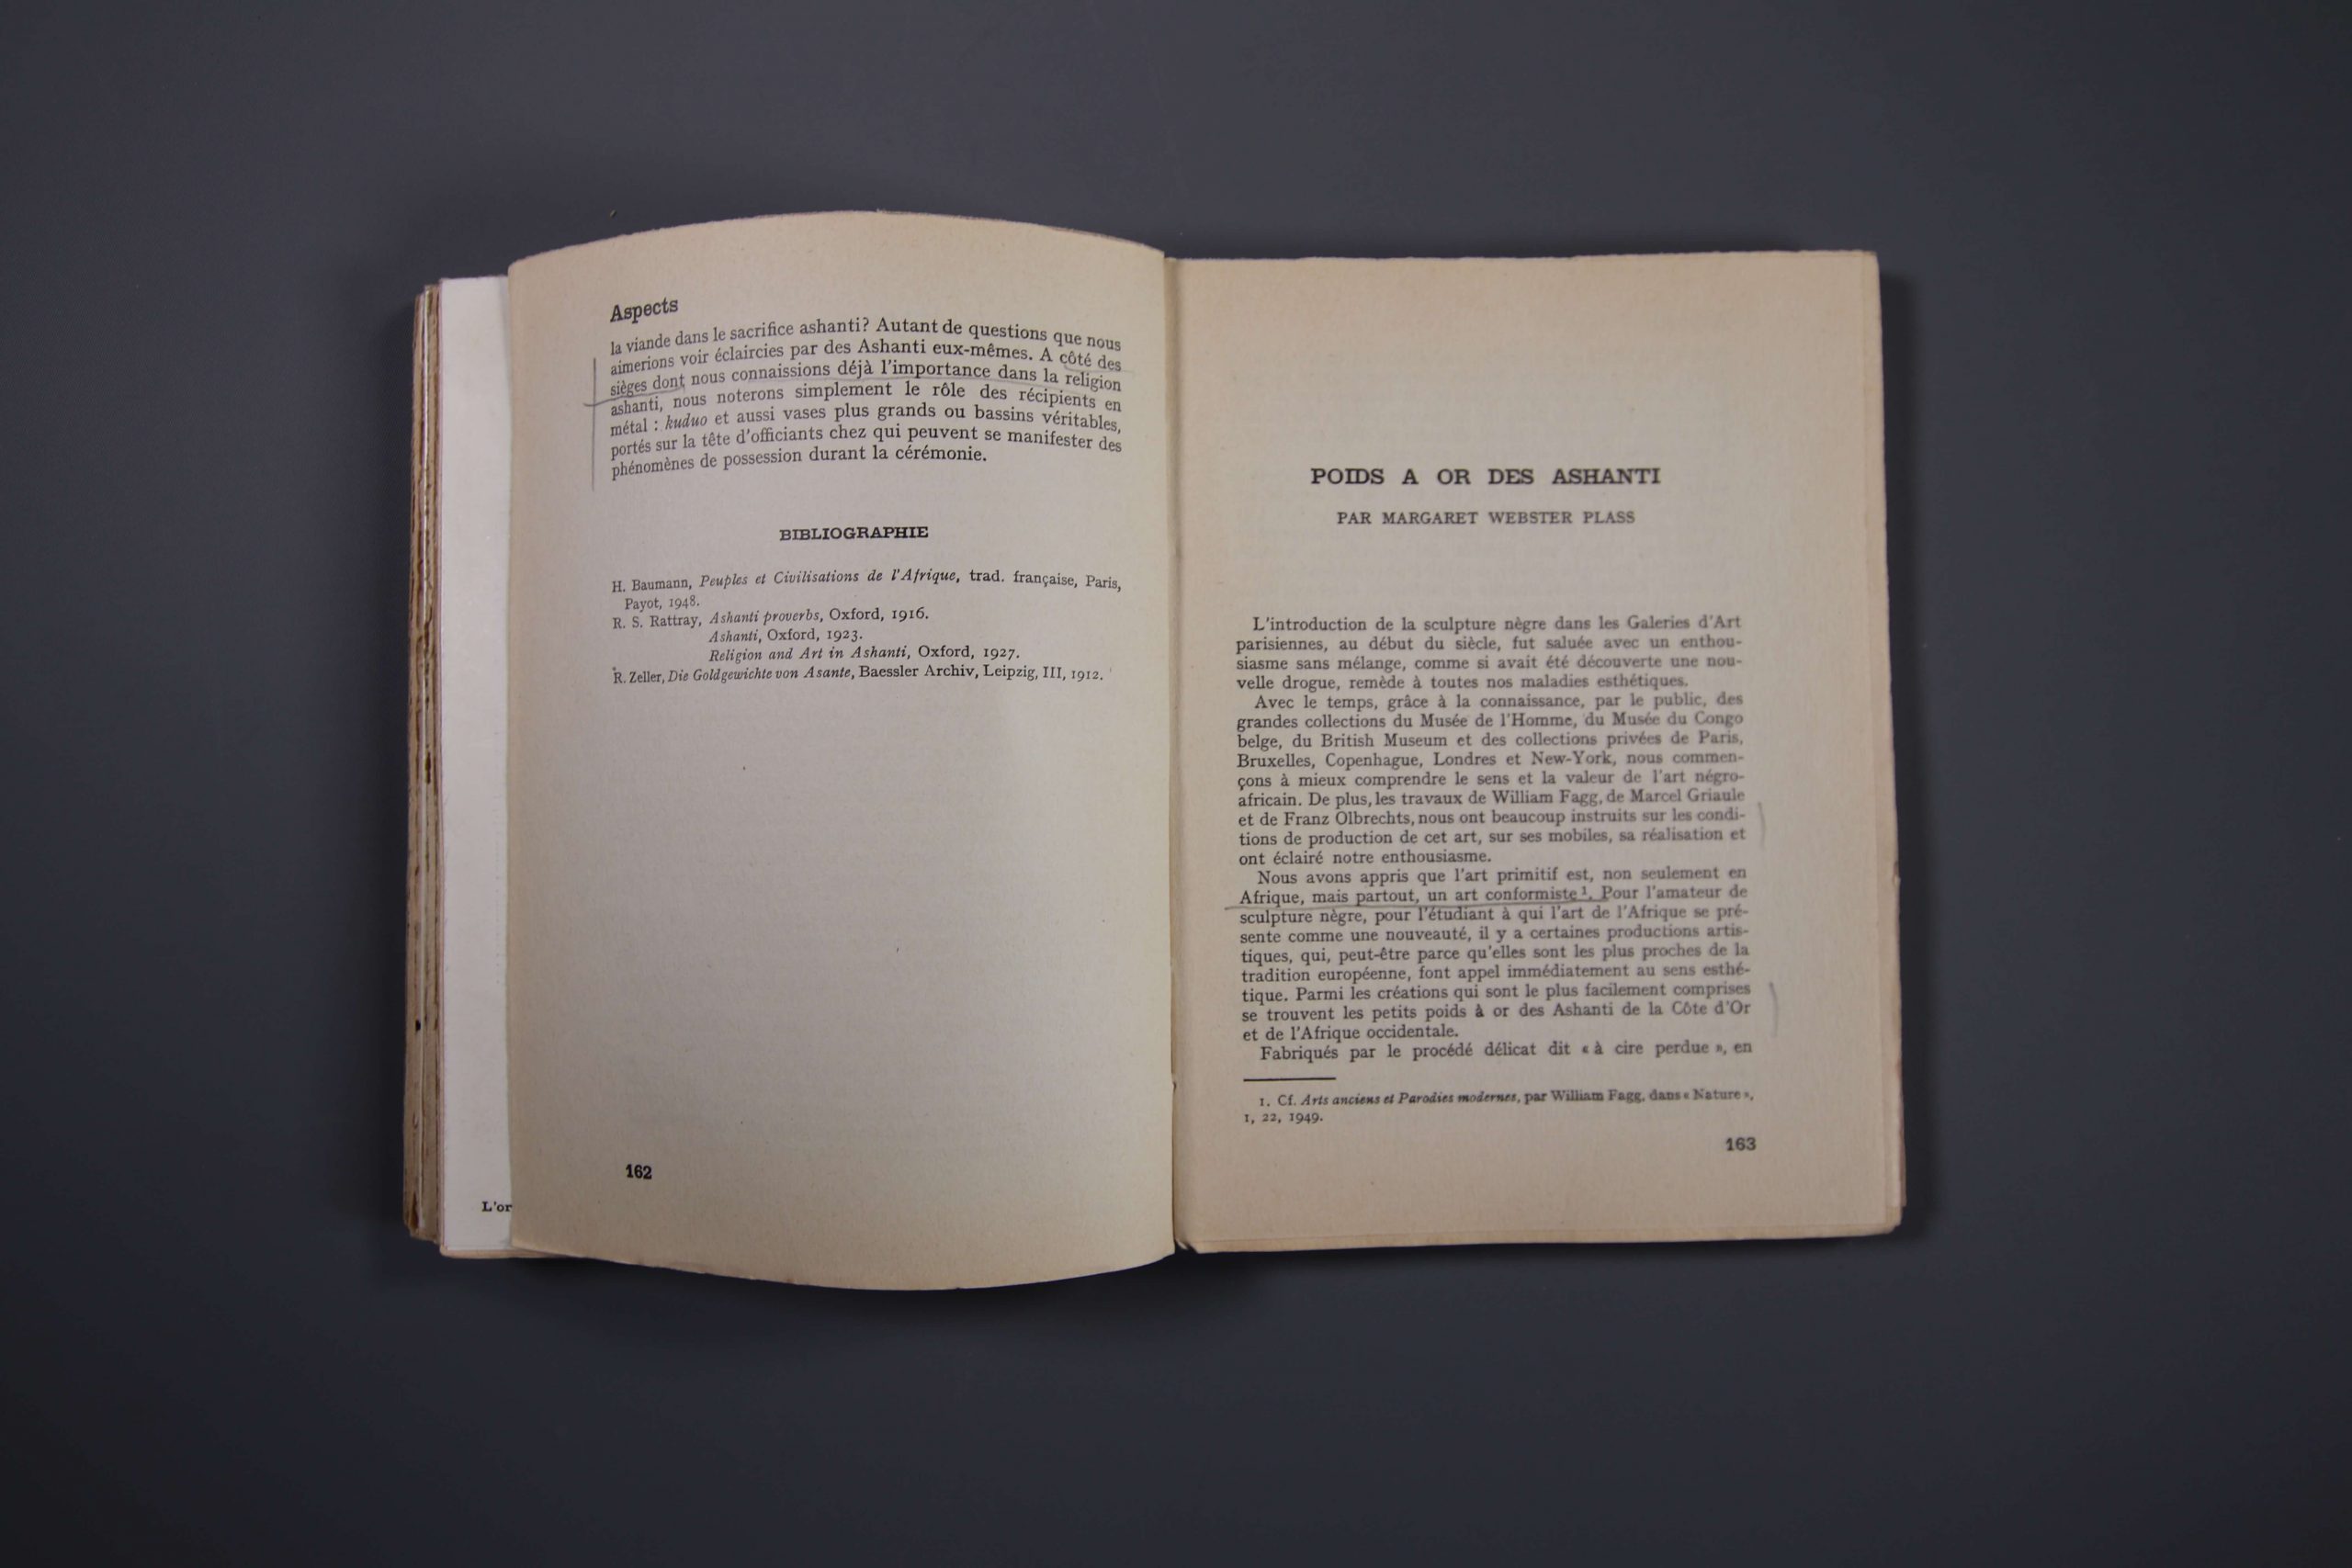 Aspects
la viande dans le sacrifice ashanti? Autant de questions que nous
aimerions voir éclaircies par des Ashanti eux-mêmes. A côté des
sièges dont nous connaissions déjà l'importance dans la religion
ashanti, nous noterons simplement le rôle des récipients en
métal : kuduo et aussi vases plus grands ou bassins véritables,
portés sur la tête d'officiants chez qui peuvent se manifester des
phénomènes de possession durant la cérémonie.
BIBLIOGRAPHIE
H. Baumann, Peuples et Civilisations de l'Afrique, trad. française, Paris,
Payot, 1948.
R. S. Rattray, Ashanti proverbs, Oxford, 1916.
Ashanti, Oxford, 1923.
Religion and Art in Ashanti, Oxford, 1927.
R. Zeller, Die Goldgewichte von Asante, Baessler Archiv, Leipzig, III, 1912.
162
L'or
POIDS A OR DES ASHANTI
PAR MARGARET WEBSTER PLASS
L'introduction de la sculpture nègre dans les Galeries d'Art
parisiennes, au début du siècle, fut saluée avec un enthou-
siasme sans mélange, comme si avait été découverte une nou-
velle drogue, remède à toutes nos maladies esthétiques.
Avec le temps, grâce à la connaissance, par le public, des
grandes collections du Musée de l'Homme, du Musée du Congo
belge, du British Museum et des collections privées de Paris,
Bruxelles, Copenhague, Londres et New-York, nous commen-
çons à mieux comprendre le sens et la valeur de l'art négro-
africain. De plus, les travaux de William Fagg, de Marcel Griaule
et de Franz Olbrechts, nous ont beaucoup instruits sur les condi-
tions de production de cet art, sur ses mobiles, sa réalisation et
ont éclairé notre enthousiasme.
Nous avons appris que l'art primitif est, non seulement en
Afrique, mais partout, un art conformiste¹. Pour l'amateur de
sculpture nègre, pour l'étudiant à qui l'art de l'Afrique se pré-
sente comme une nouveauté, il y a certaines productions artis-
tiques, qui, peut-être parce qu'elles sont les plus proches de la
tradition européenne, font appel immédiatement au sens esthé-
tique. Parmi les créations qui sont le plus facilement comprises
se trouvent les petits poids à or des Ashanti de la Côte d'Or
et de l'Afrique occidentale.
Fabriqués par le procédé délicat dit « à cire perdue », en
1. Cf. Arts anciens et Parodies modernes, par William Fagg, dans « Nature »,
1, 22, 1949.
163